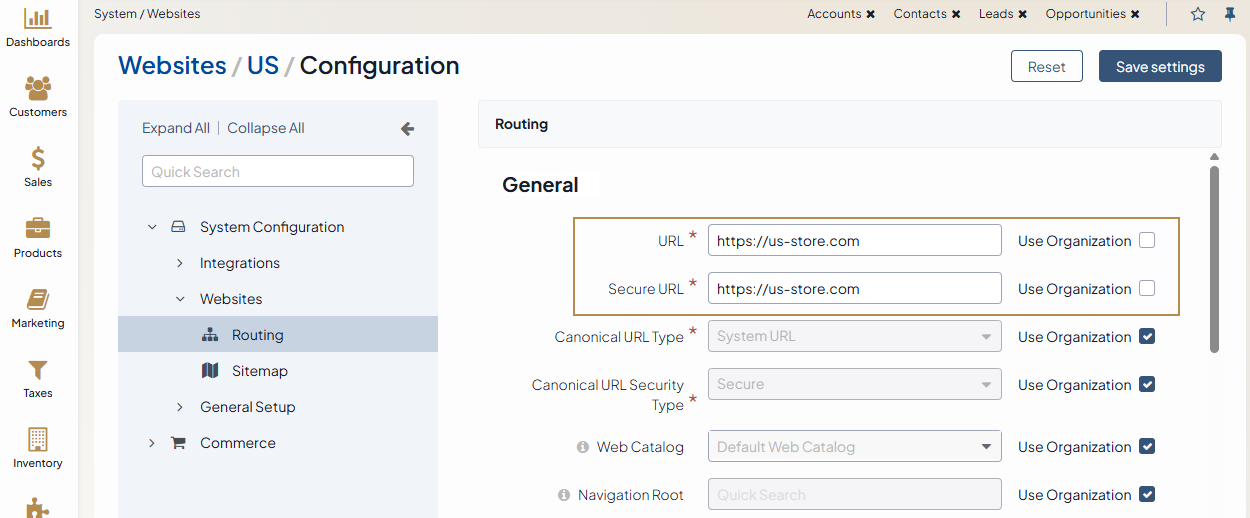 System / Websites
Accounts ✖ Contacts ✖ Leads ✖ Opportunities ✖
Dashboards
Customers
Sales
Products
Marketing
Taxes
Inventory
Websites / US / Configuration
Reset
Save settings
Expand All | Collapse All
Quick Search
System Configuration
Integrations
Websites
Routing
Sitemap
General Setup
Commerce
Routing
General
URL * https://us-store.com Use Organization
Secure URL * https://us-store.com Use Organization
Canonical URL Type * System URL Use Organization
Canonical URL Security
Type * Secure Use Organization
Web Catalog Default Web Catalog Use Organization
Navigation Root Quick Search Use Organization